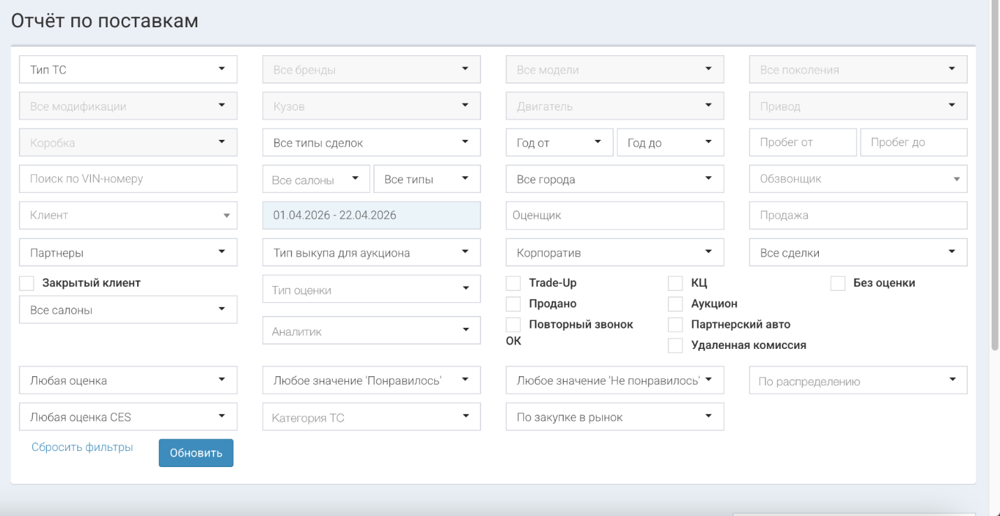 Отчёт по поставкам
Тип ТС
Все бренды
Все модели
Все поколения
Все модификации
Кузов
Двигатель
Привод
Коробка
Все типы сделок
Год от
Год до
Пробег от
Пробег до
Поиск по VIN-номеру
Все салоны
Все типы
Все города
Обзвонщик
Клиент
01.04.2026 - 22.04.2026
Оценщик
Продажа
Партнеры
Тип выкупа для аукциона
Корпоратив
Все сделки
Закрытый клиент
Все салоны
Тип оценки
Аналитик
Trade-Up
Продано
Повторный звонок
ОК
КЦ
Аукцион
Партнерский авто
Удаленная комиссия
Без оценки
Любая оценка
Любое значение 'Понравилось'
Любое значение 'Не понравилось'
По распределению
Любая оценка CES
Категория ТС
По закупке в рынок
Сбросить фильтры
Обновить